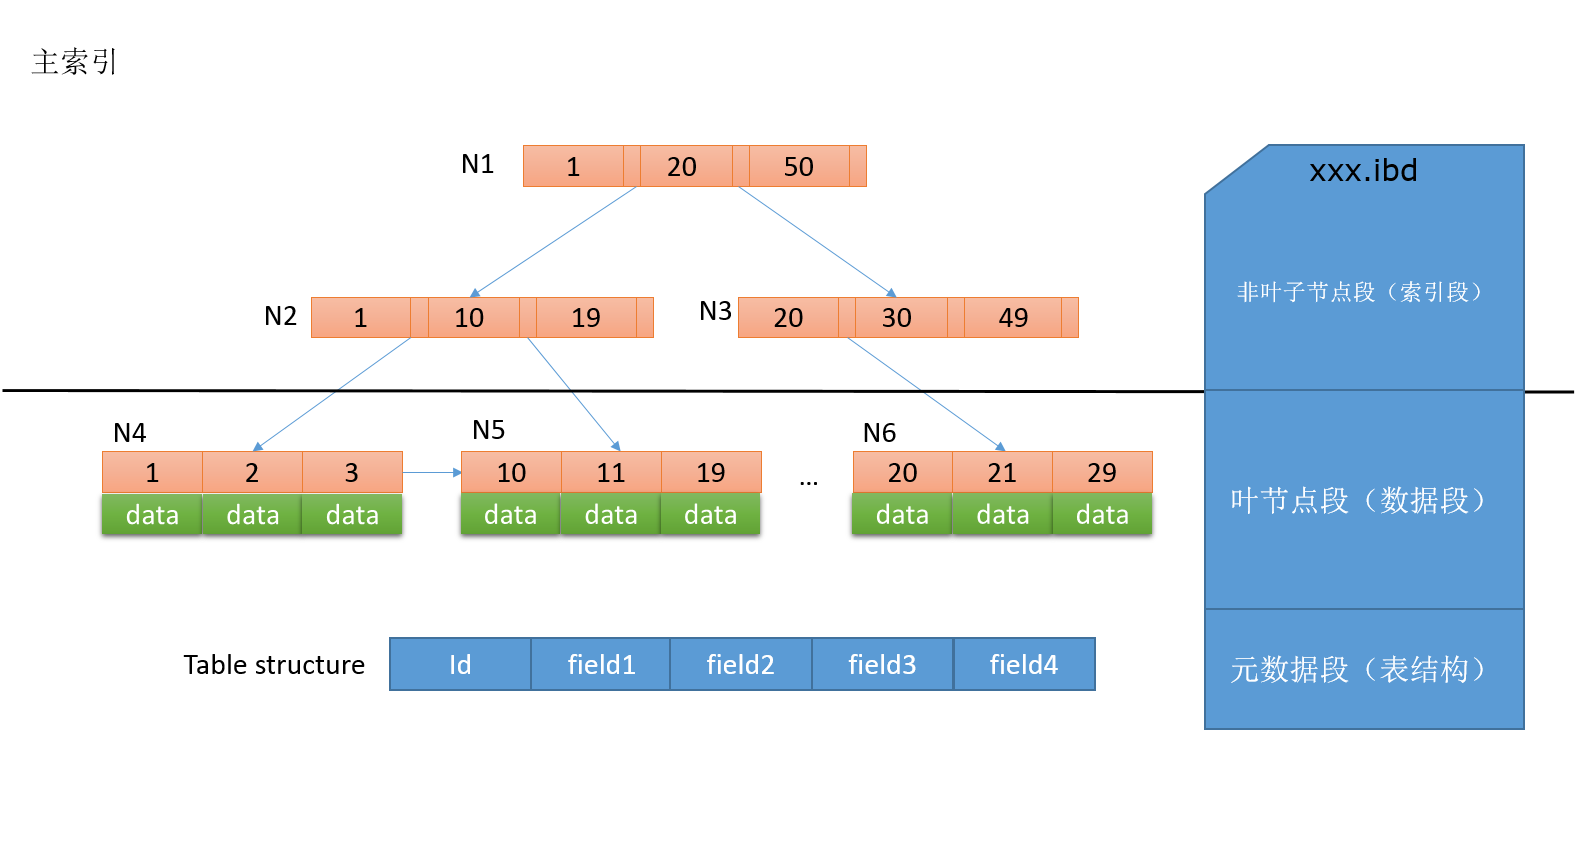 主索引
N1
1 20 50
N2
1 10 19
N3
20 30 49
N4
1 2 3
data data data
N5
10 11 19
data data data
...
N6
20 21 29
data data data
Table structure
Id field1 field2 field3 field4
xxx.ibd
非叶子节点段（索引段）
叶节点段（数据段）
元数据段（表结构）